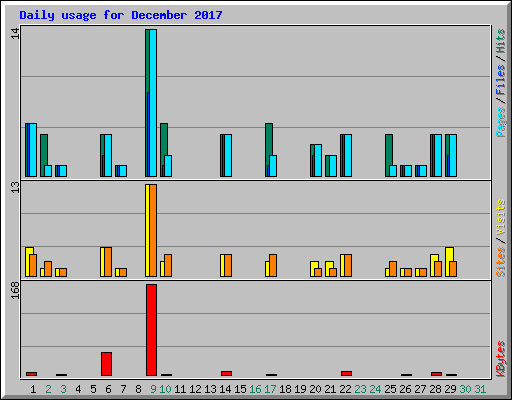 Daily usage for December 2017
14
Pages / Files / Hits
13
Sites / Visits
168
KBytes
1 2 3 4 5 6 7 8 9 10 11 12 13 14 15 16 17 18 19 20 21 22 23 24 25 26 27 28 29 30 31